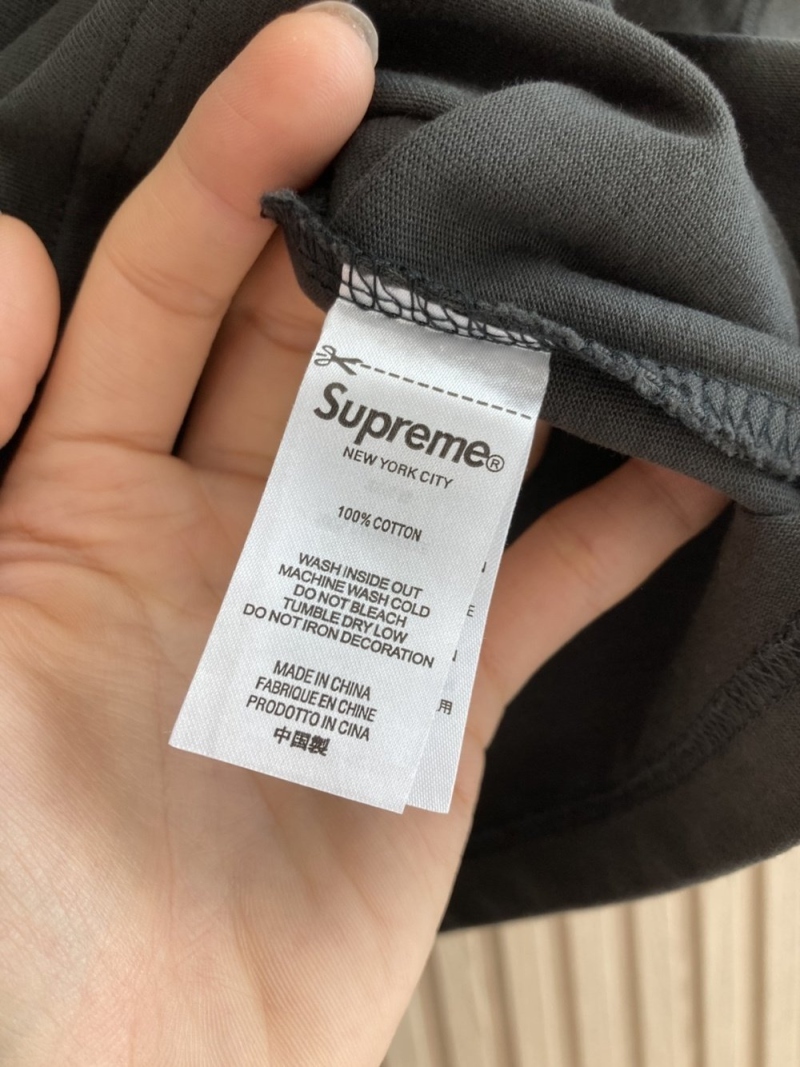 Supreme®
NEW YORK CITY
100% COTTON
WASH INSIDE OUT
MACHINE WASH COLD
DO NOT BLEACH
TUMBLE DRY LOW
DO NOT IRON DECORATION
MADE IN CHINA
FABRIQUE EN CHINE
PRODOTTO IN CINA
中国製
用